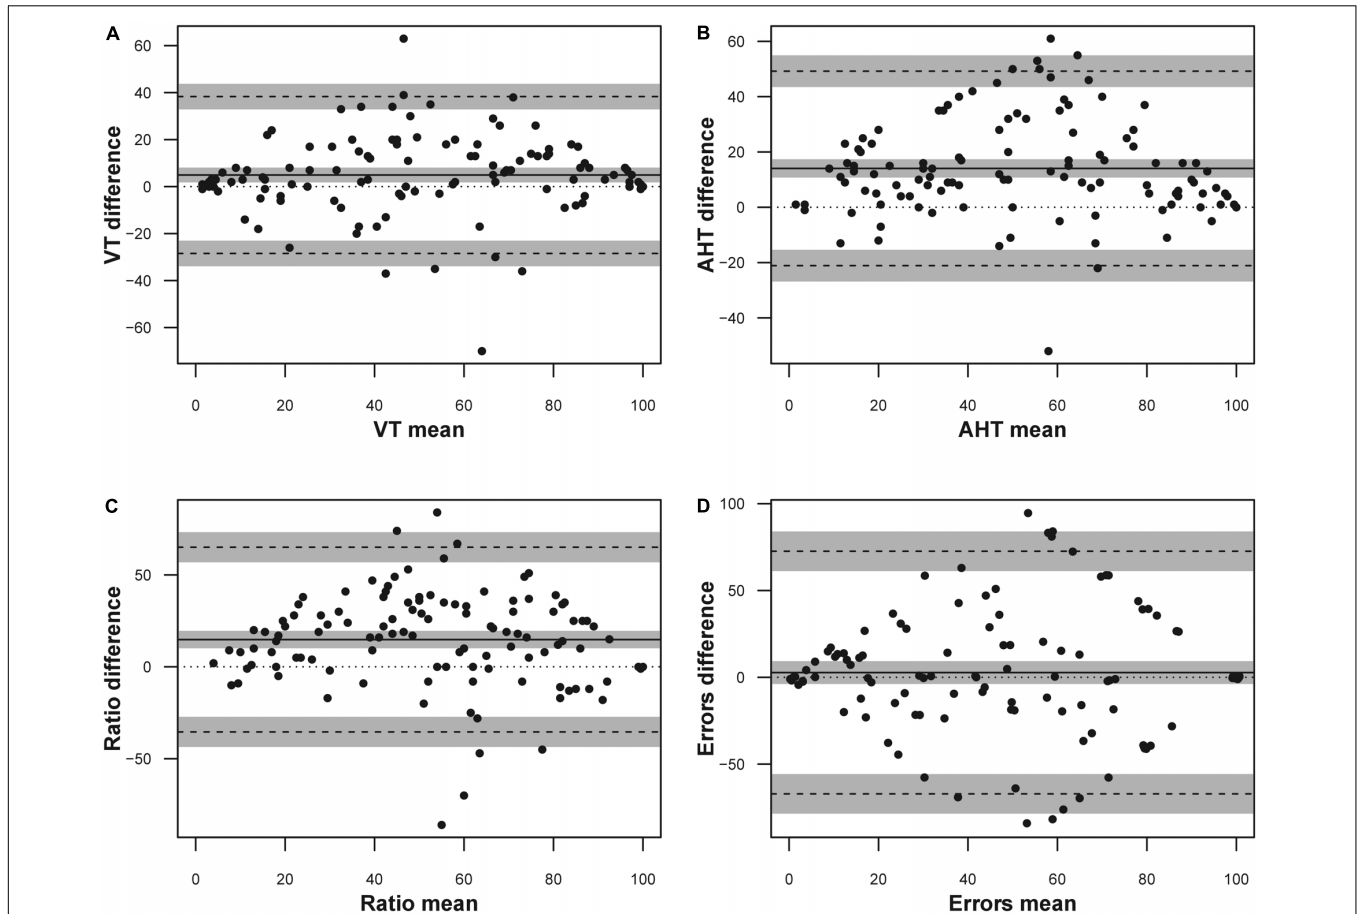 A
VT difference
60
40
20
0
−20
−40
−60
0 20 40 60 80 100
VT mean
B
AHT difference
60
40
20
0
−20
−40
0 20 40 60 80 100
AHT mean
C
Ratio difference
50
0
−50
0 20 40 60 80 100
Ratio mean
D
Errors difference
100
50
0
−50
0 20 40 60 80 100
Errors mean